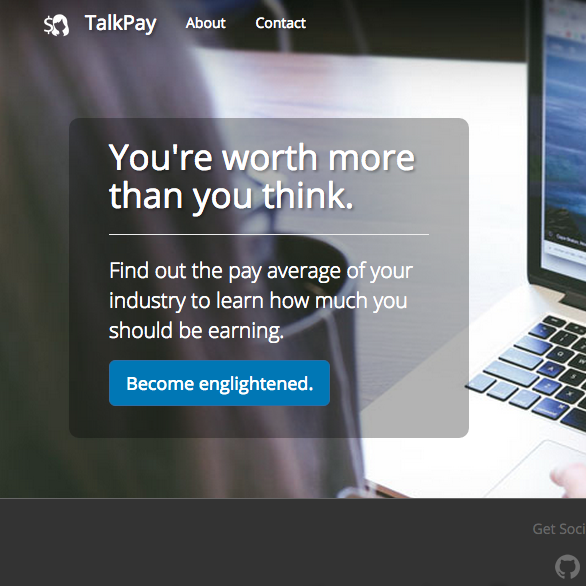 TalkPay About Contact
You're worth more
than you think.
Find out the pay average of your
industry to learn how much you
should be earning.
Become englightened.
Get Soci